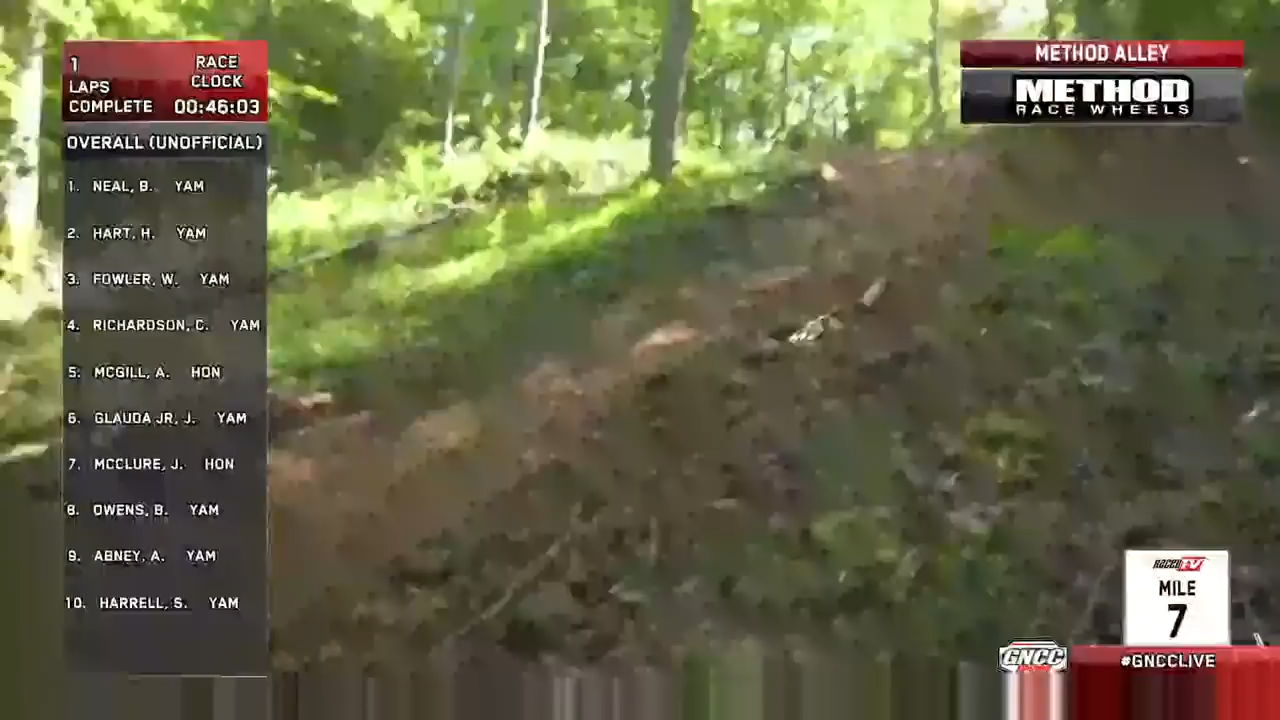 1
LAPS
COMPLETE
RACE
CLOCK
00:46:03
OVERALL (UNOFFICIAL)
1. NEAL, B. YAM
2. HART, H. YAM
3. FOWLER, W. YAM
4. RICHARDSON, C. YAM
5. MCGILL, A. HON
6. GLAUDA JR, J. YAM
7. MCCLURE, J. HON
8. OWENS, B. YAM
9. ABNEY, A. YAM
10. HARRELL, S. YAM
METHOD ALLEY
METHOD
RACE WHEELS
RACERTV
MILE
7
GNCC
#GNCCLIVE